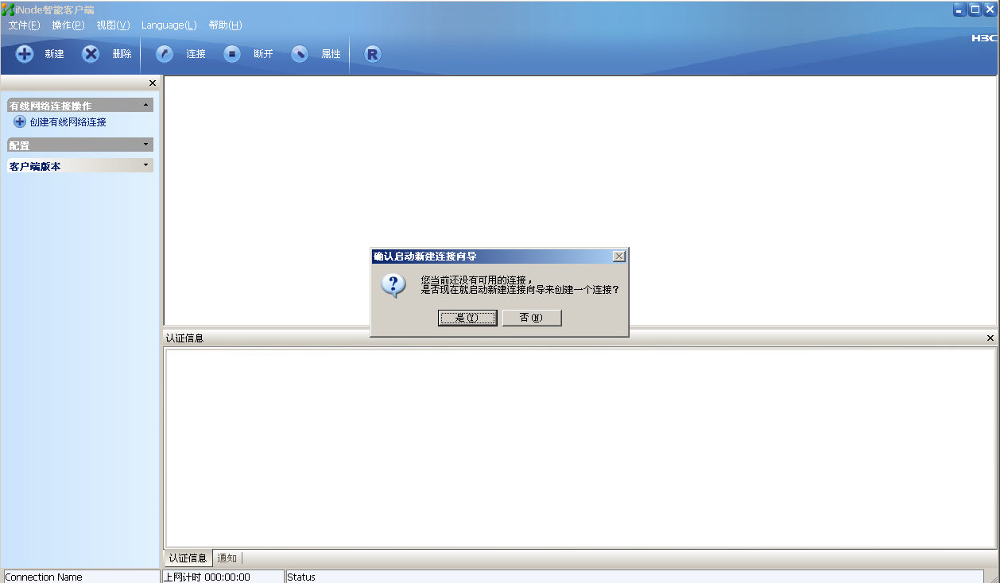 iNode智能客户端
文件(F) 操作(P) 视图(V) Language(L) 帮助(H)
H3C
新建 删除 连接 断开 属性 R
有线网络连接操作
创建有线网络连接
配置
客户端版本
确认启动新建连接向导
您当前还没有可用的连接，
是否现在就启动新建连接向导来创建一个连接？
是(Y) 否(N)
认证信息
认证信息 通知
Connection Name 上网计时 000:00:00 Status